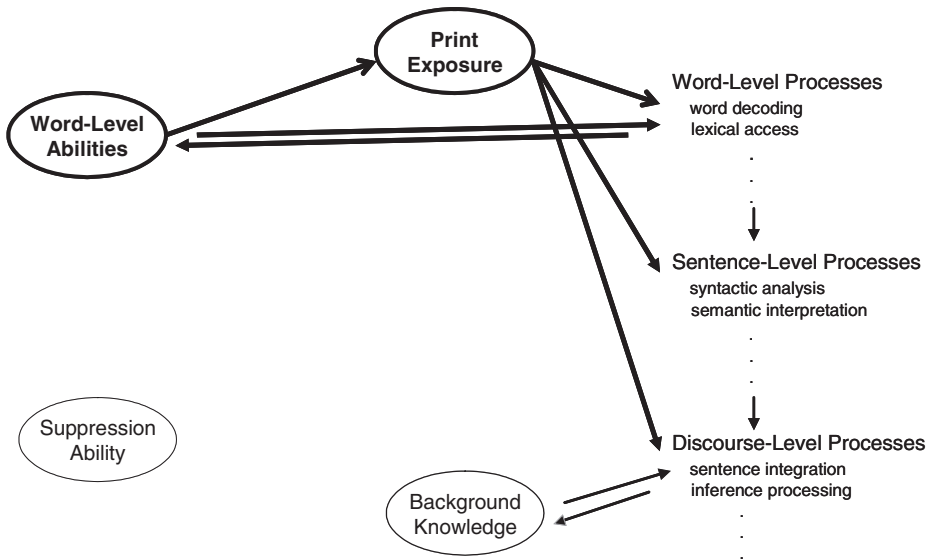 Print
Exposure
Word-Level
Abilities
Word-Level Processes
word decoding
lexical access
Sentence-Level Processes
syntactic analysis
semantic interpretation
Suppression
Ability
Discourse-Level Processes
sentence integration
inference processing
Background
Knowledge